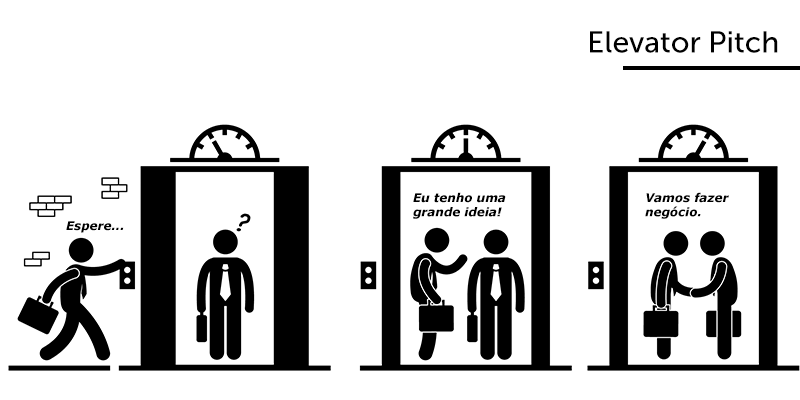 Elevator Pitch
Espere...
?
Eu tenho uma
grande ideia!
Vamos fazer
negócio.